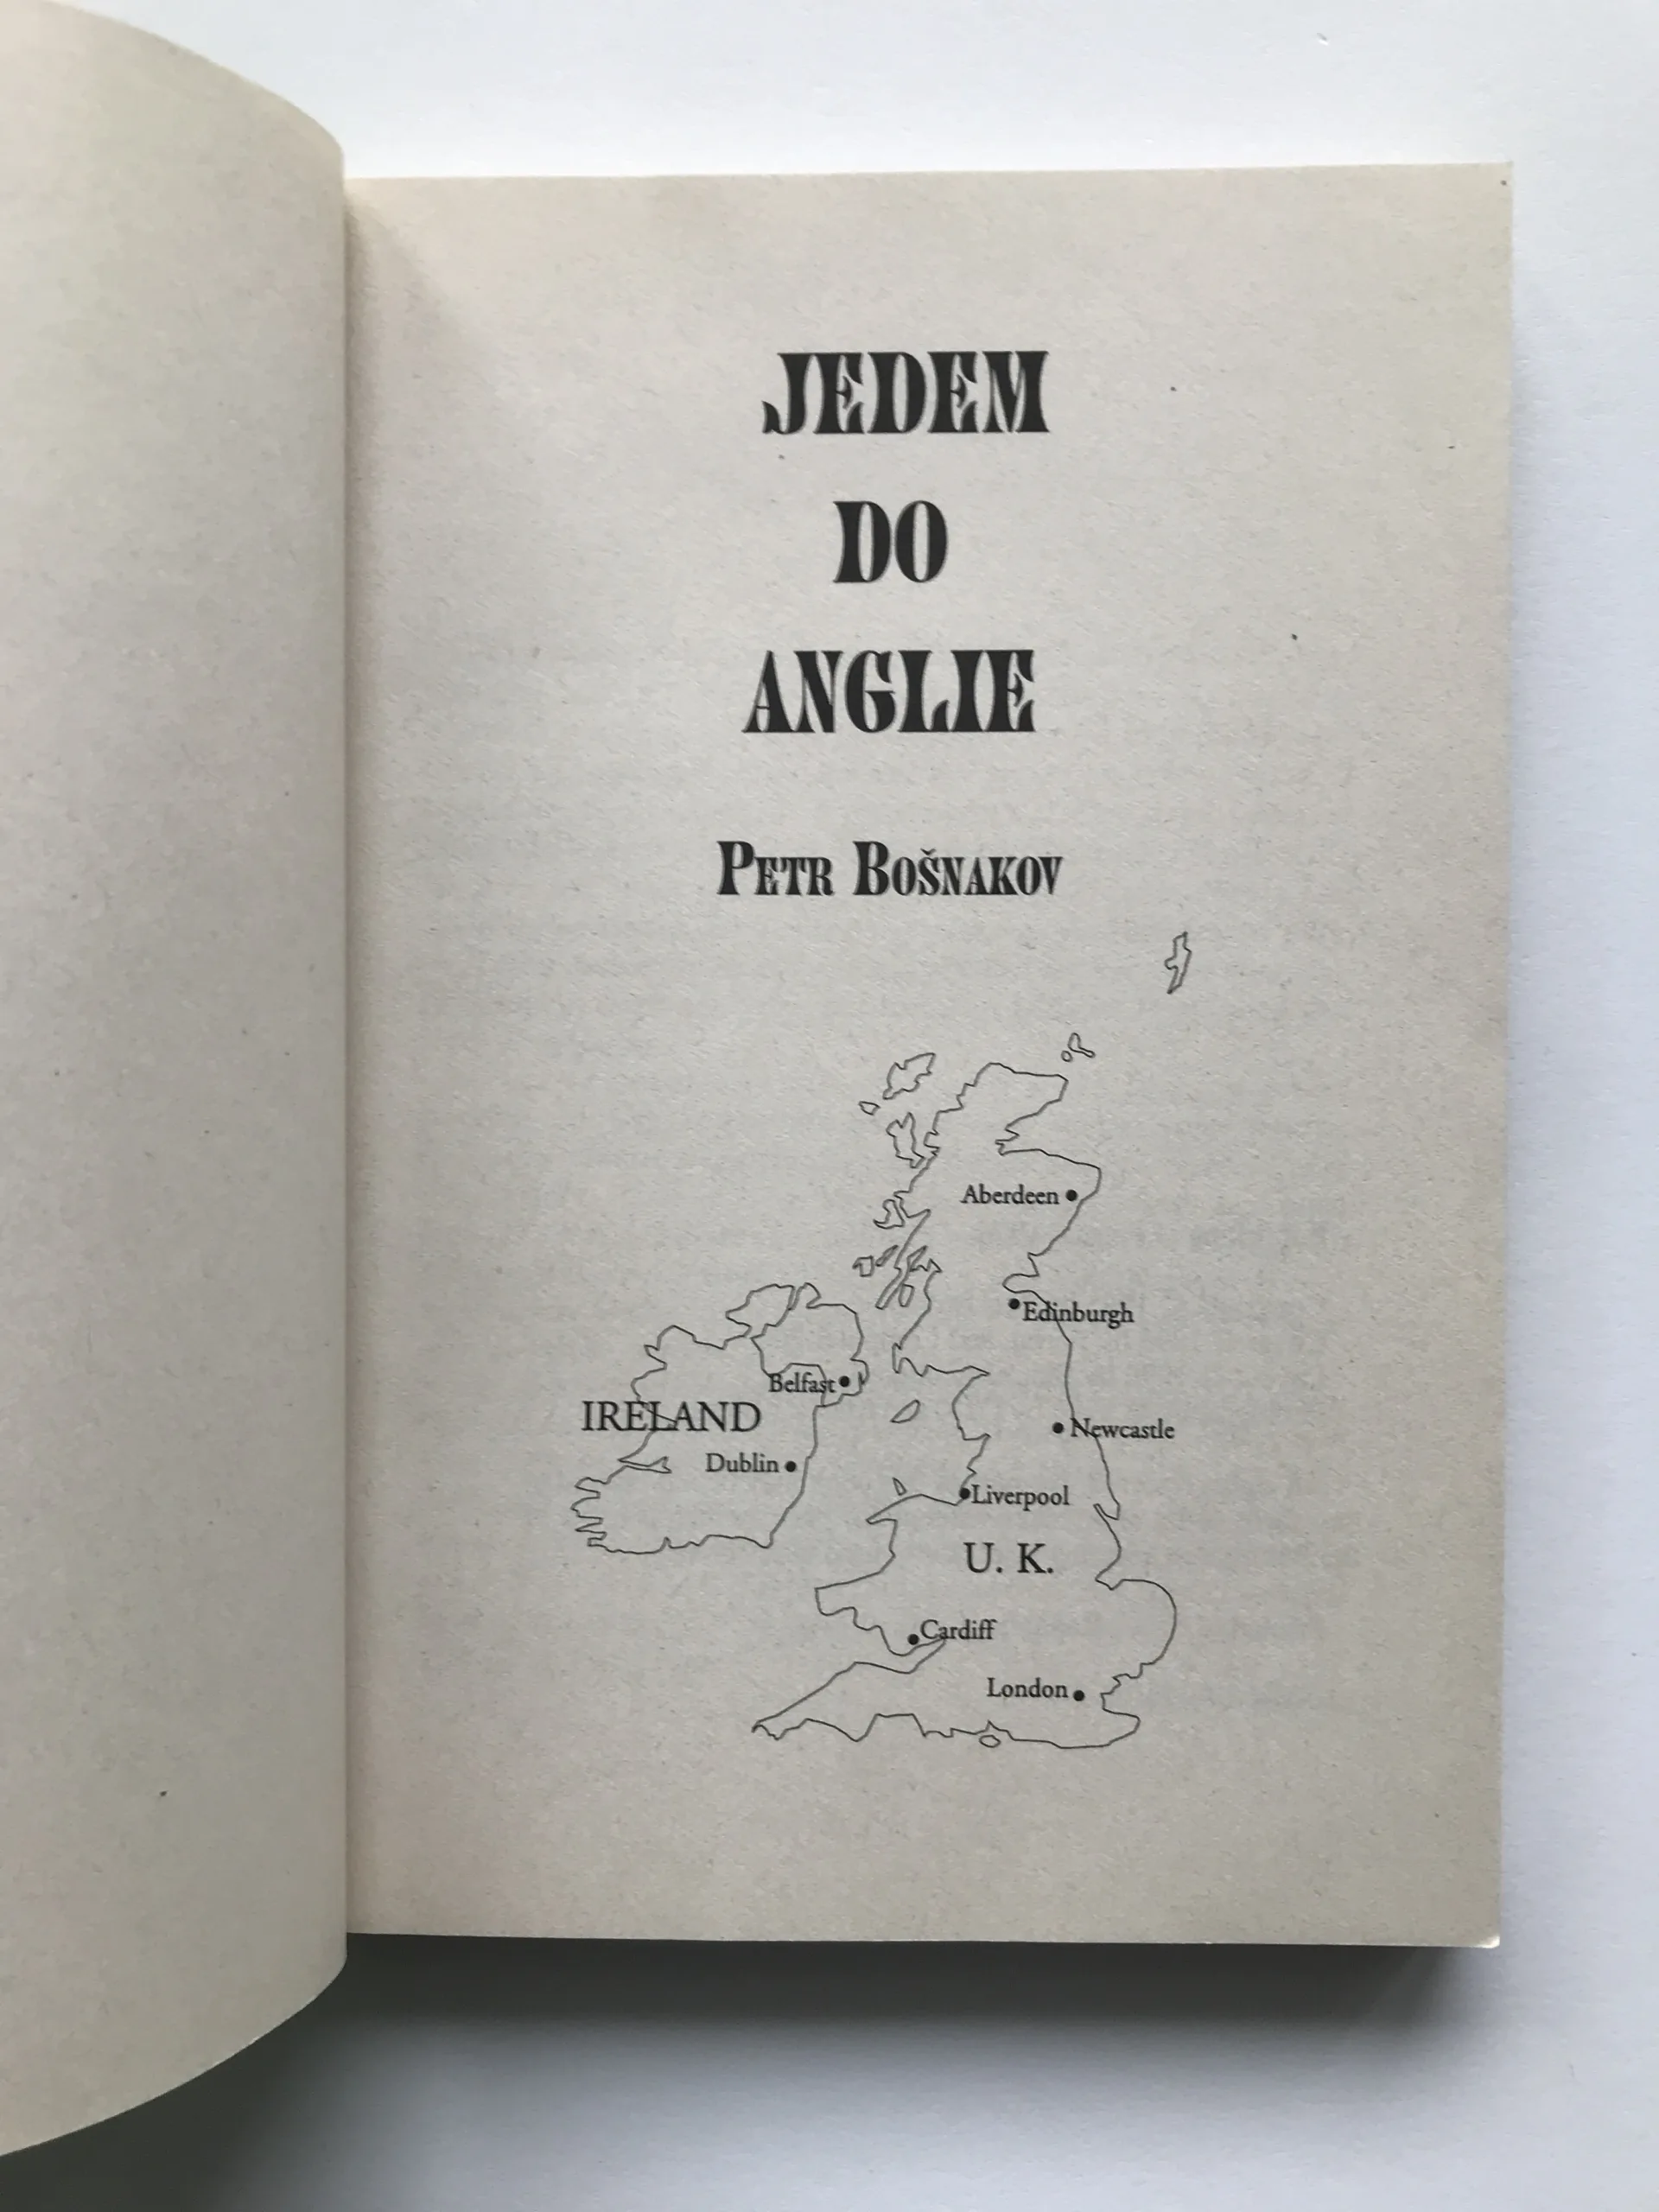 JEDEM
DO
ANGLIE
PETR BOŠNAKOV
Aberdeen
Edinburgh
Belfast
IRELAND
Newcastle
Dublin
Liverpool
U. K.
Cardiff
London